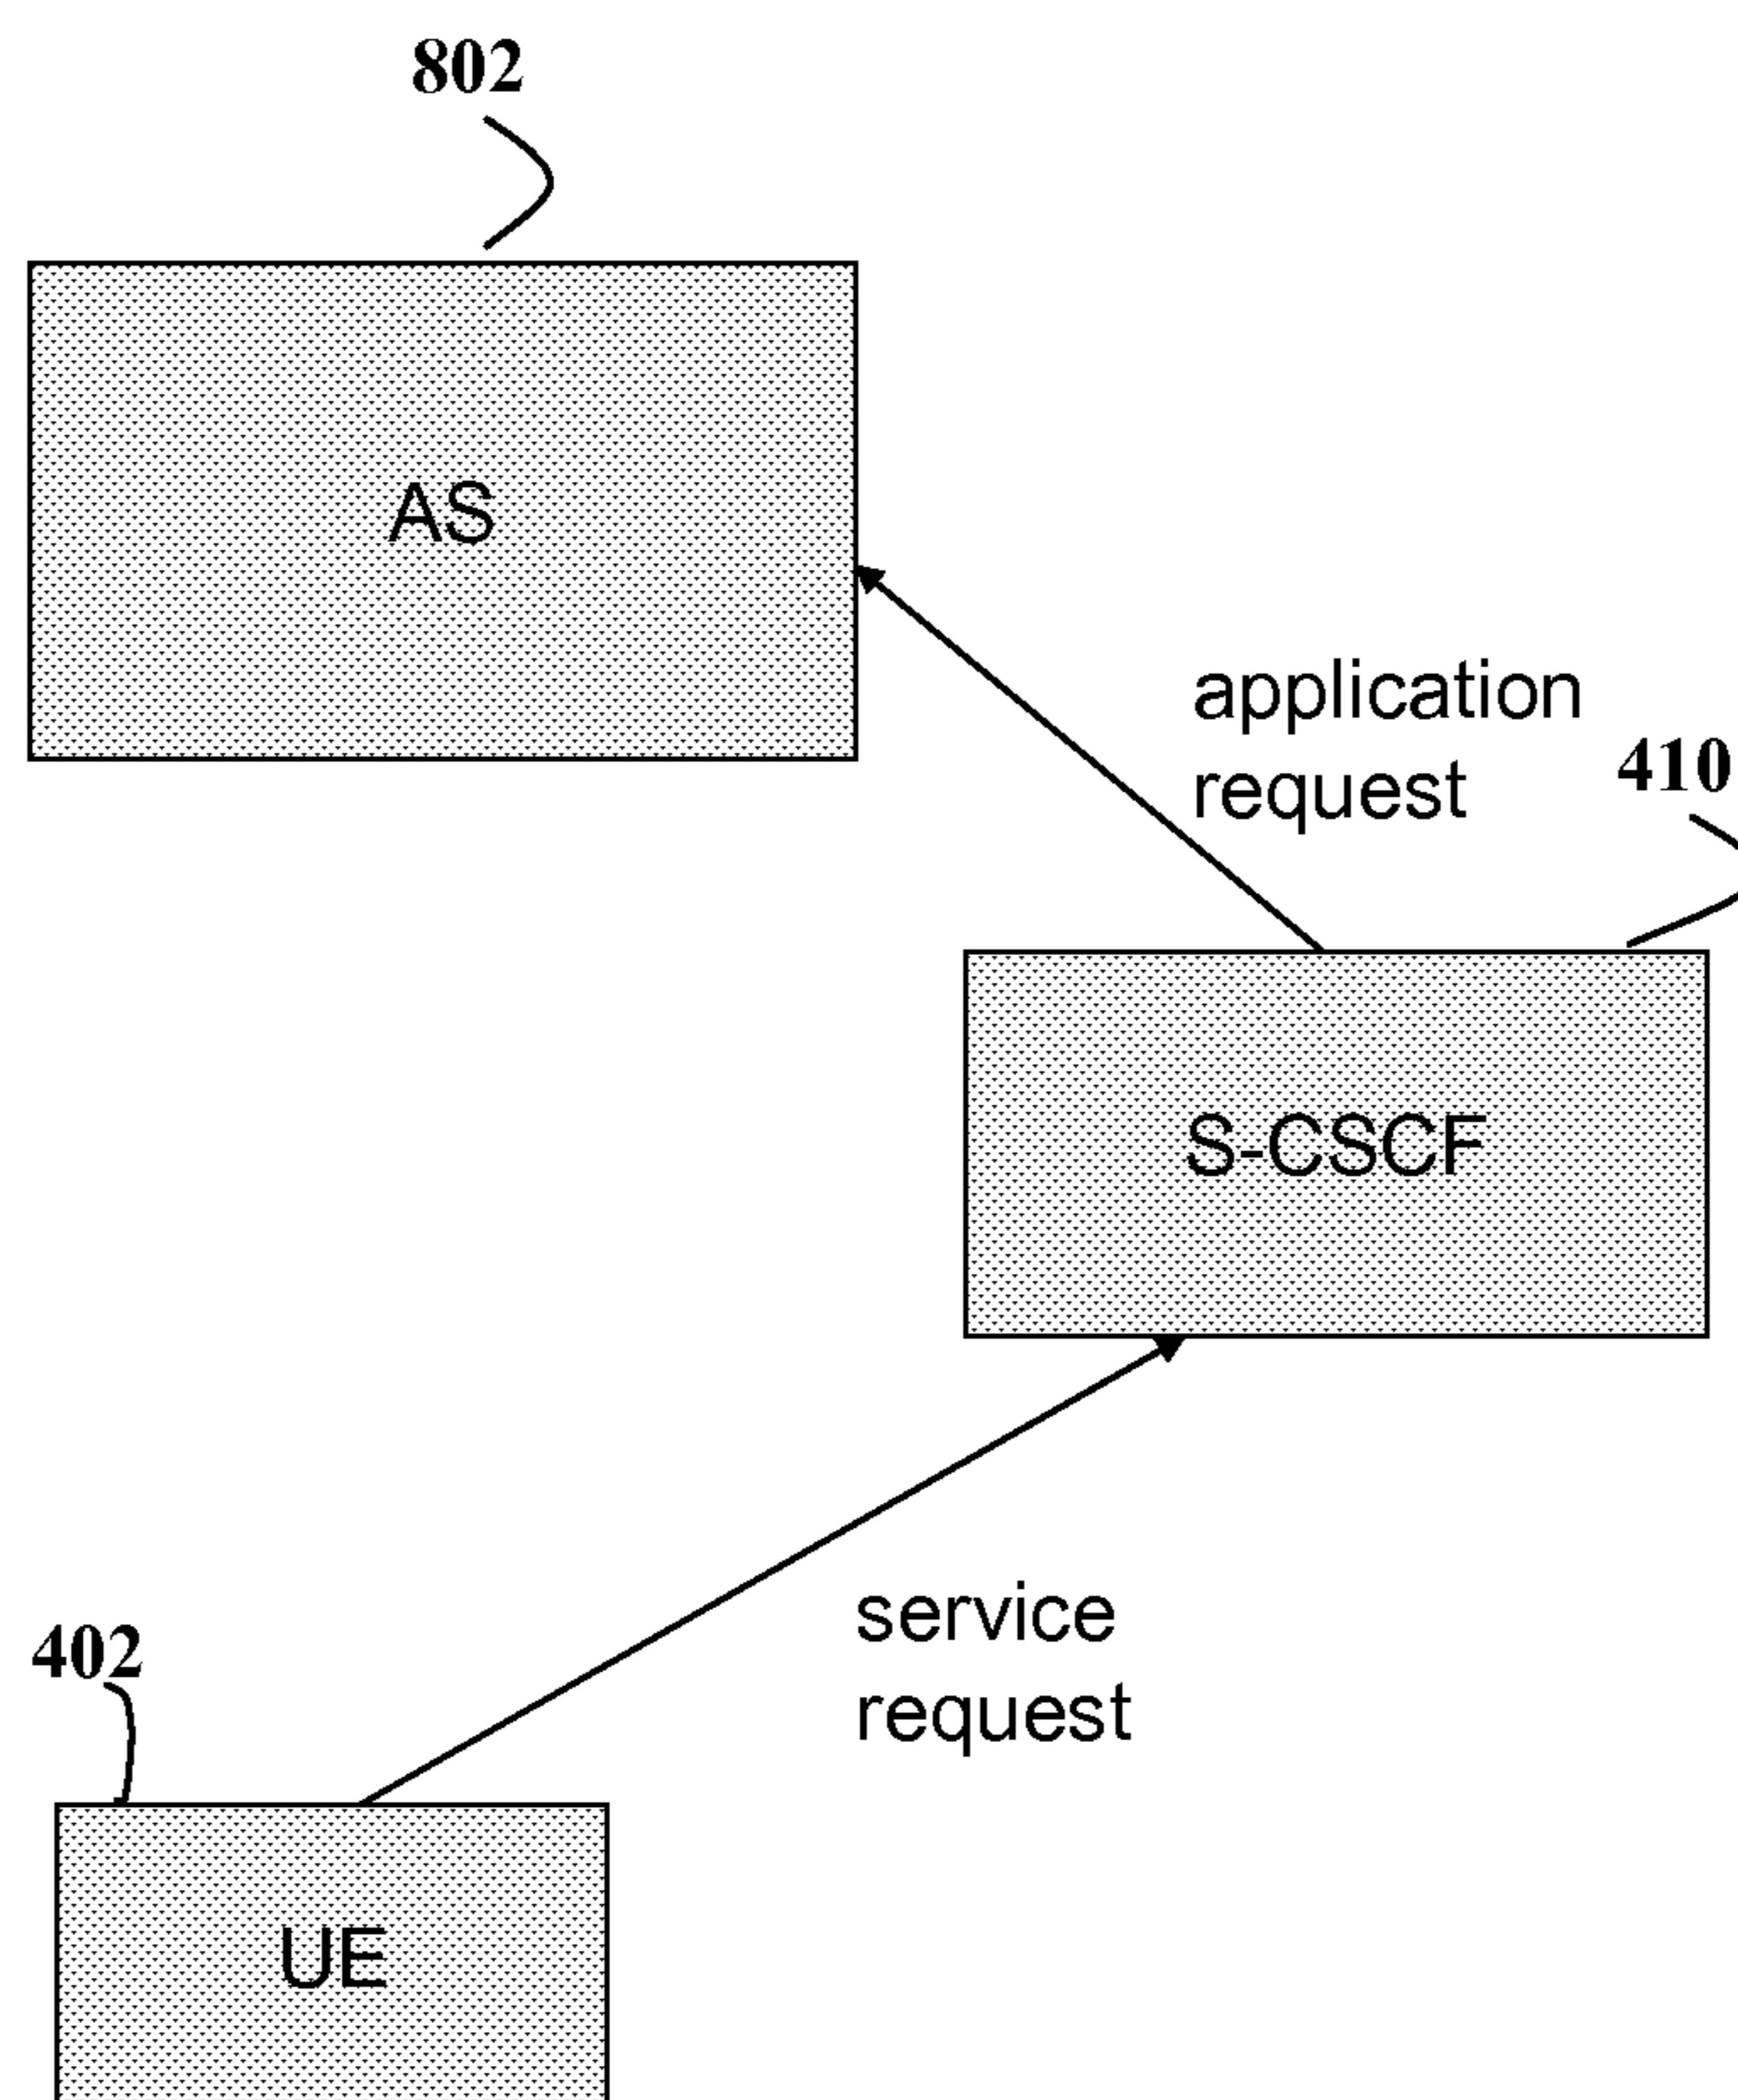 802
AS
application
request
410
S-CSCF
service
request
402
UE